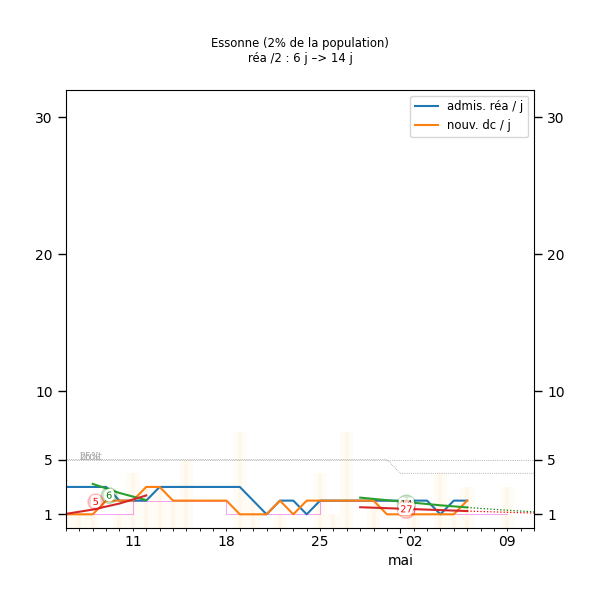 Essonne (2% de la population)
réa /2 : 6 j –> 14 j
admis. réa / j
nouv. dc / j
30 30
20 20
10 10
5 5
6
5
27
1 1
11 18 25 02 09
mai